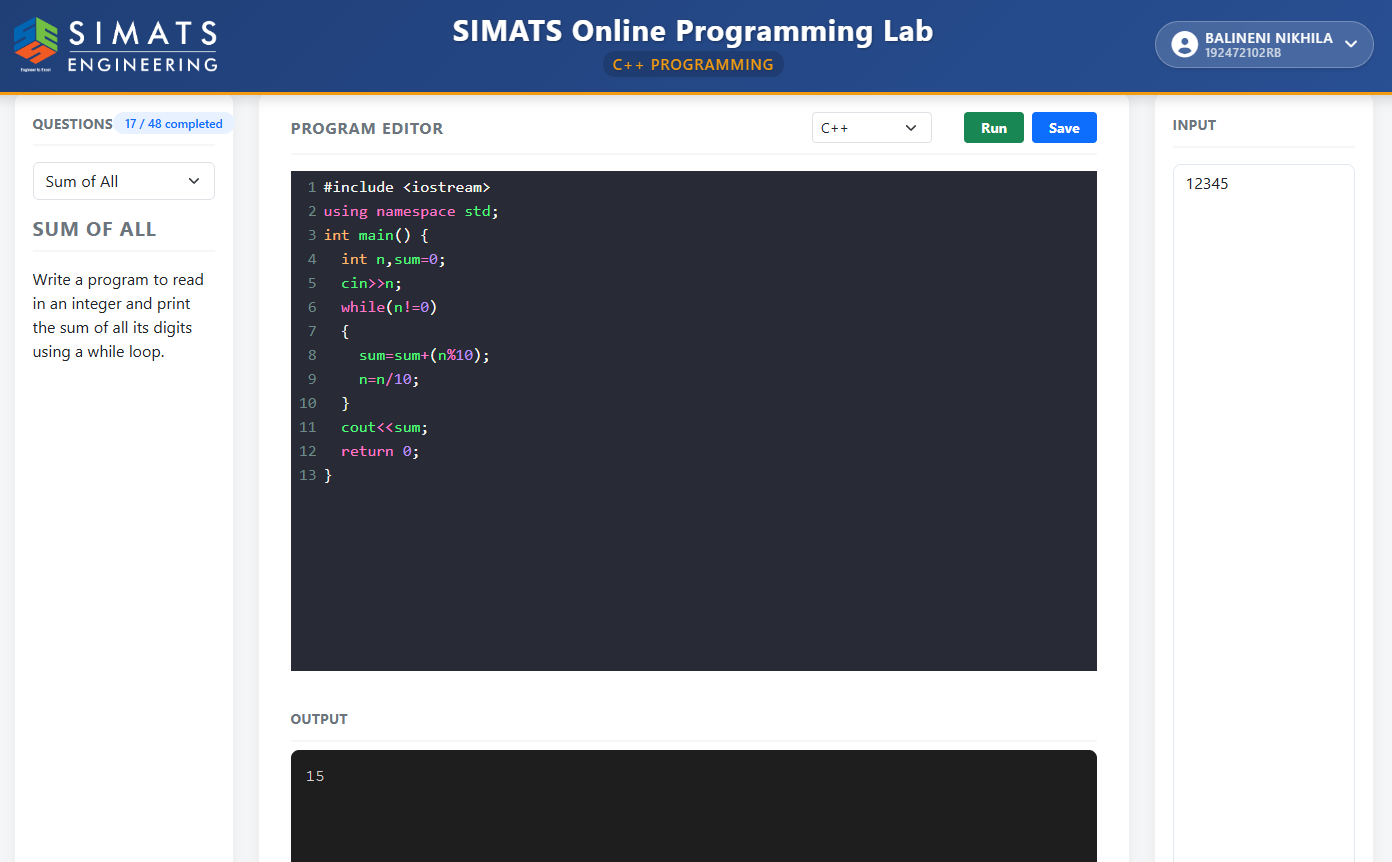 SIMATS
ENGINEERING
Engineer to Excel
SIMATS Online Programming Lab
C++ PROGRAMMING
BALINENI NIKHILA
192472102RB
QUESTIONS 17 / 48 completed
Sum of All
SUM OF ALL
Write a program to read
in an integer and print
the sum of all its digits
using a while loop.
PROGRAM EDITOR
C++
Run
Save
1 #include <iostream>
2 using namespace std;
3 int main() {
4   int n,sum=0;
5   cin>>n;
6   while(n!=0)
7   {
8     sum=sum+(n%10);
9     n=n/10;
10   }
11   cout<<sum;
12   return 0;
13 }
OUTPUT
15
INPUT
12345